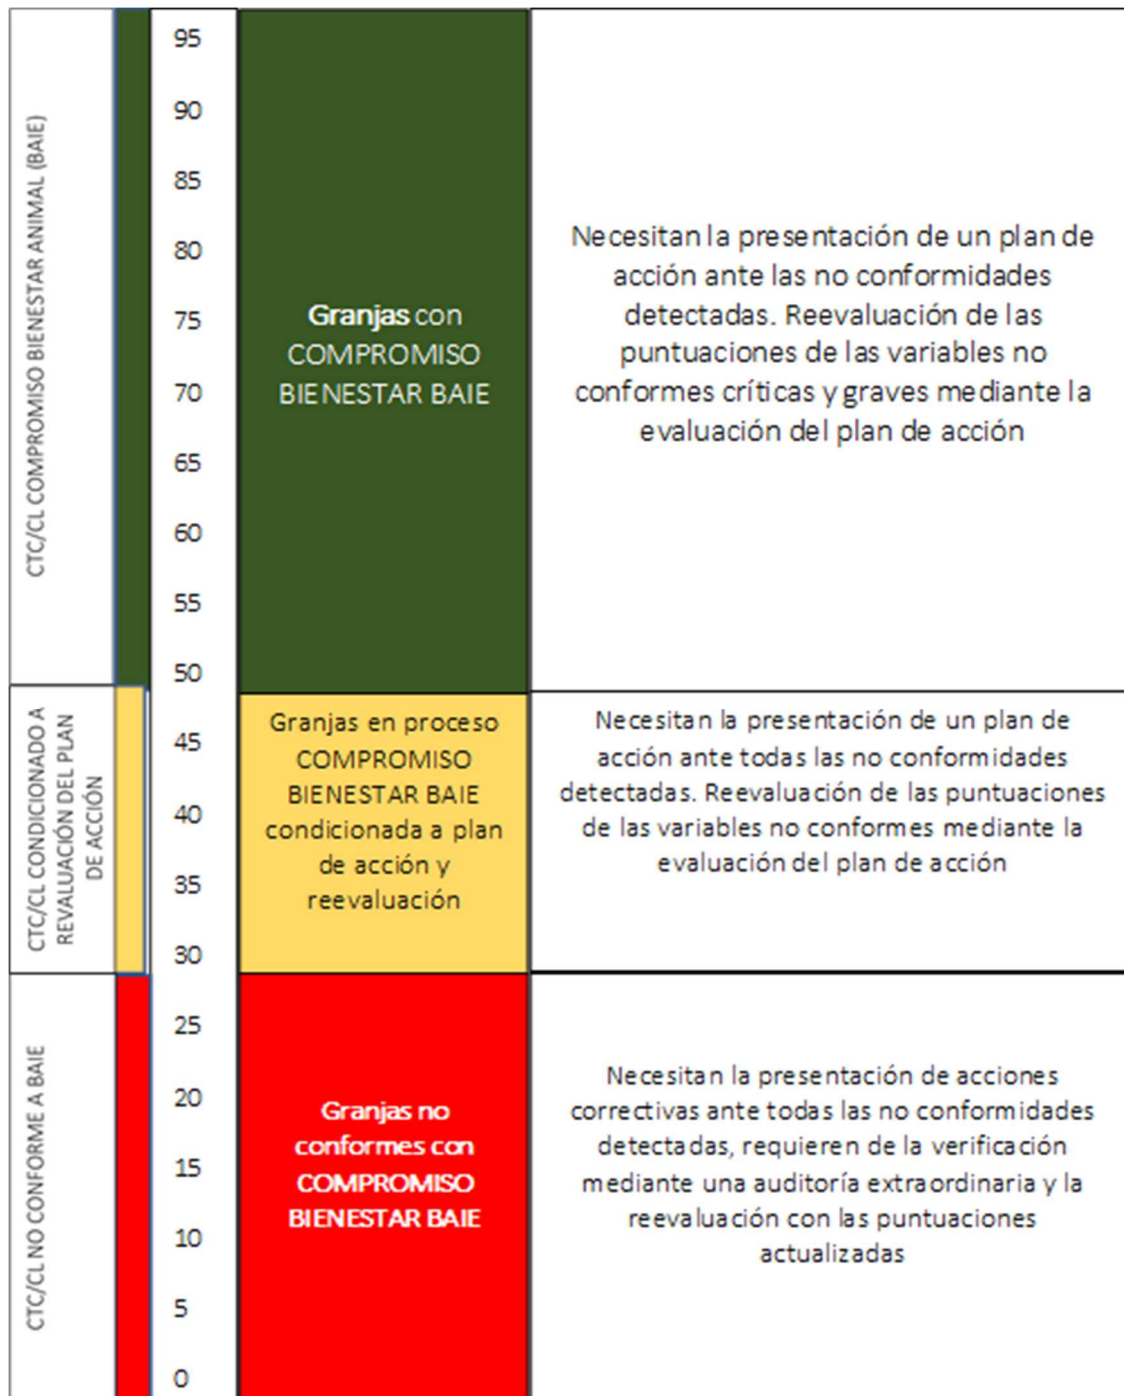 CTC/CL COMPROMISO BIENESTAR ANIMAL (BAIE)
95
90
85
80
75
70
65
60
55
50
Granjas con
COMPROMISO
BIENESTAR BAIE
Necesitan la presentación de un plan de
acción ante las no conformidades
detectadas. Reevaluación de las
puntuaciones de las variables no
conformes críticas y graves mediante la
evaluación del plan de acción
CTC/CL CONDICIONADO A
REVALUACIÓN DEL PLAN
DE ACCIÓN
45
40
35
30
Granjas en proceso
COMPROMISO
BIENESTAR BAIE
condicionada a plan
de acción y
reevaluación
Necesitan la presentación de un plan de
acción ante todas las no conformidades
detectadas. Reevaluación de las puntuaciones
de las variables no conformes mediante la
evaluación del plan de acción
CTC/CL NO CONFORME A BAIE
25
20
15
10
5
0
Granjas no
conformes con
COMPROMISO
BIENESTAR BAIE
Necesitan la presentación de acciones
correctivas ante todas las no conformidades
detectadas, requieren de la verificación
mediante una auditoría extraordinaria y la
reevaluación con las puntuaciones
actualizadas